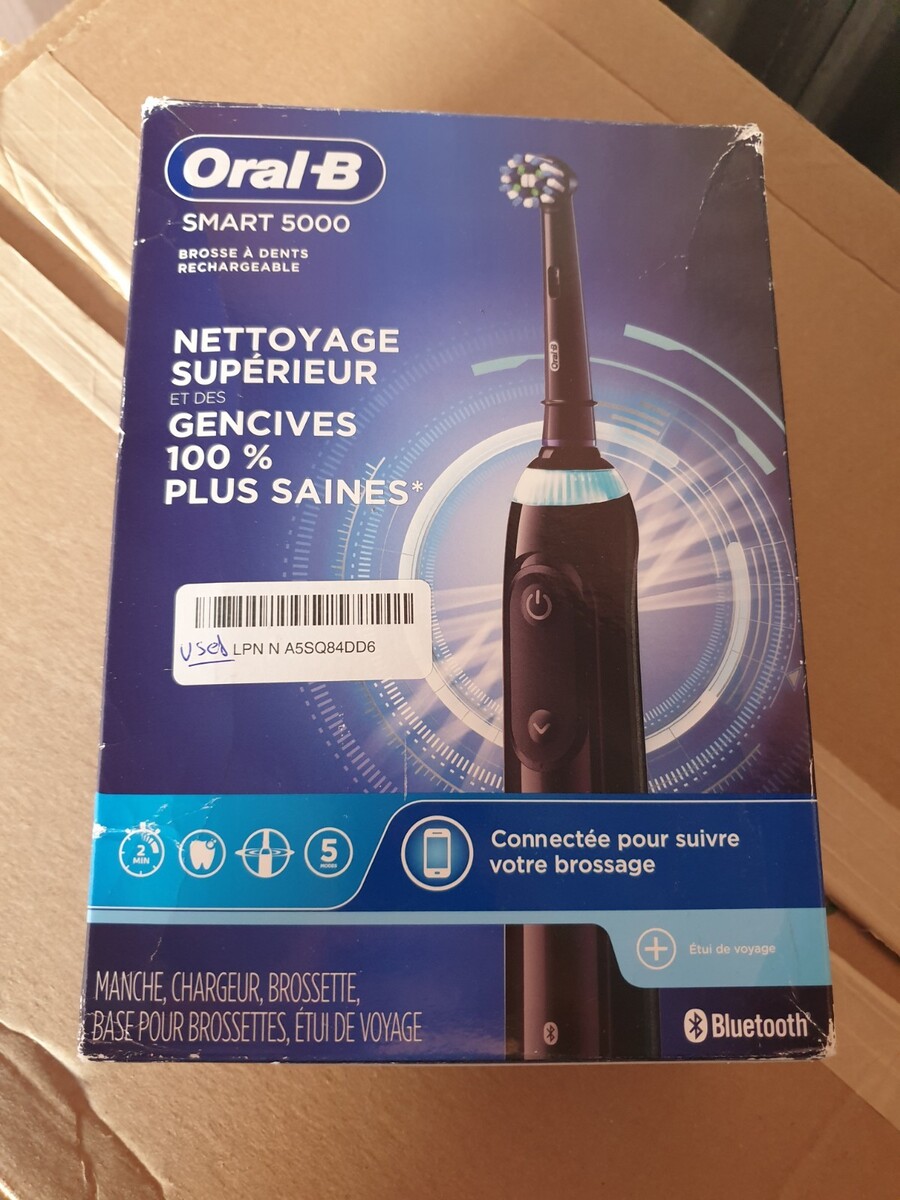 Oral-B
SMART 5000
BROSSE À DENTS
RECHARGEABLE
NETTOYAGE
SUPÉRIEUR
ET DES
GENCIVES
100 %
PLUS SAINES*
Oral-B
used LPN N A5SQ84DD6
2
MIN
5
MODES
Connectée pour suivre
votre brossage
Étui de voyage
MANCHE, CHARGEUR, BROSSETTE,
BASE POUR BROSSETTES, ÉTUI DE VOYAGE
Bluetooth®